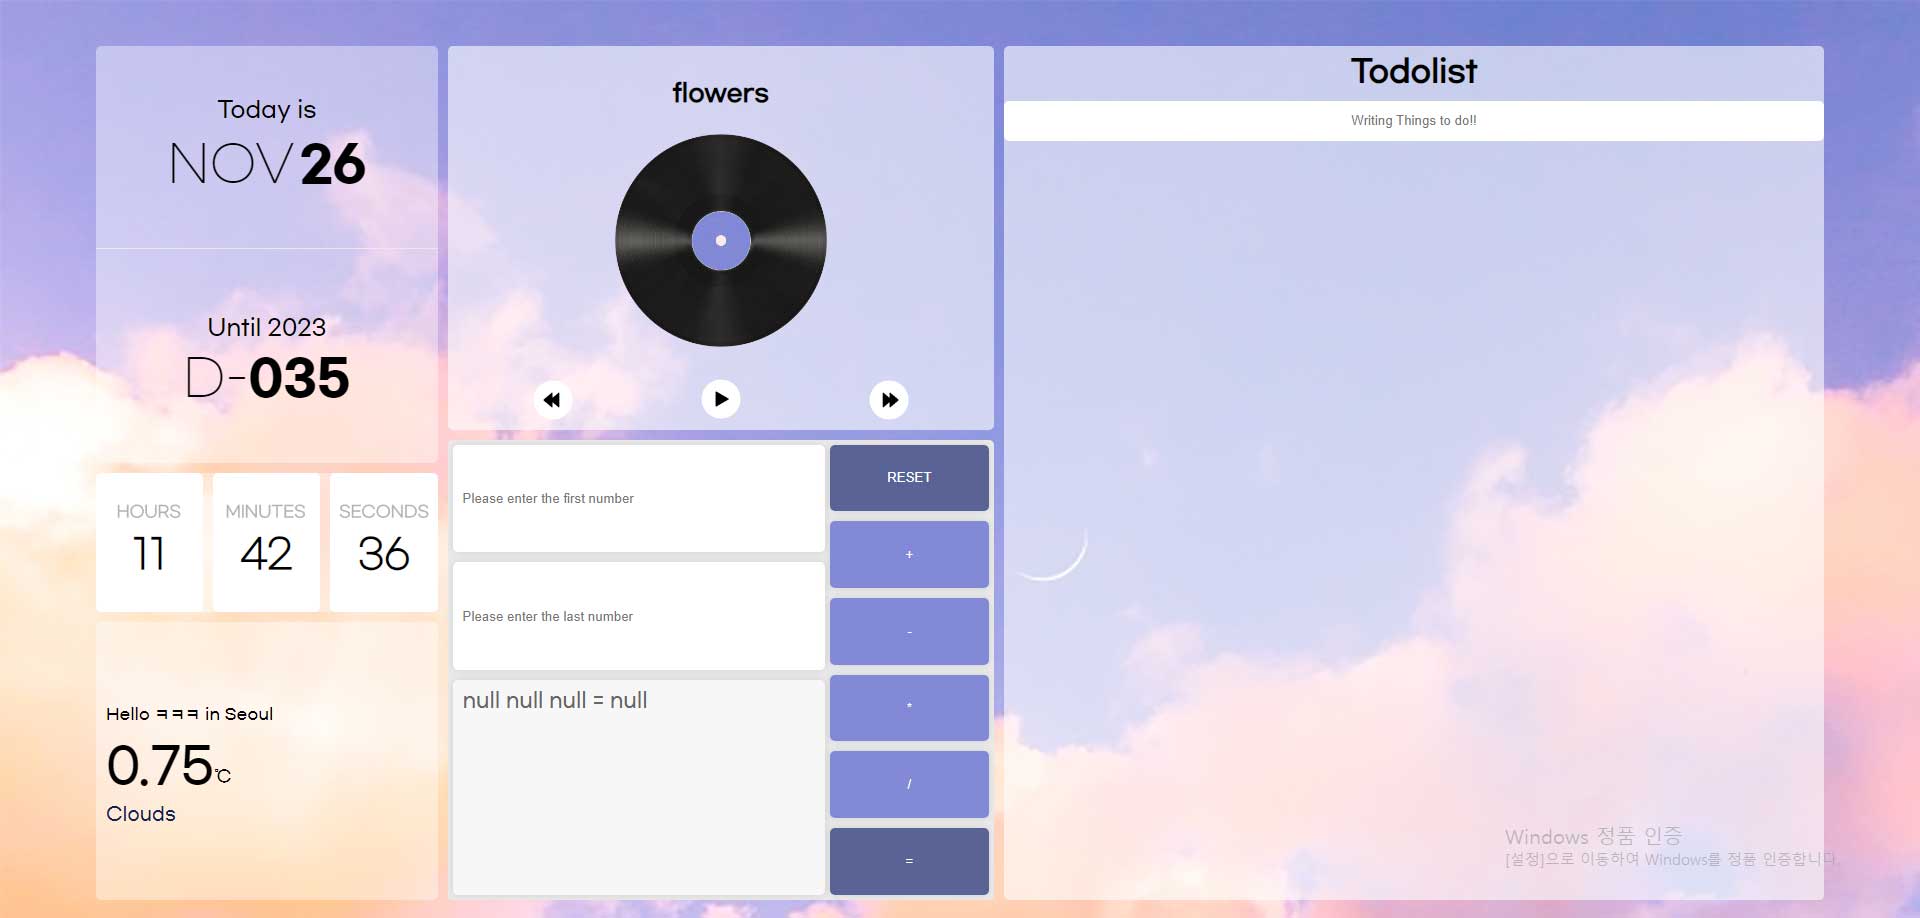 Today is
NOV 26
Until 2023
D-035
HOURS
11
MINUTES
42
SECONDS
36
Hello ㅋㅋㅋ in Seoul
0.75℃
Clouds
flowers
Please enter the first number
Please enter the last number
null null null = null
RESET
+
-
*
/
=
Todolist
Writing Things to do!!
Windows 정품 인증
[설정]으로 이동하여 Windows를 정품 인증합니다.